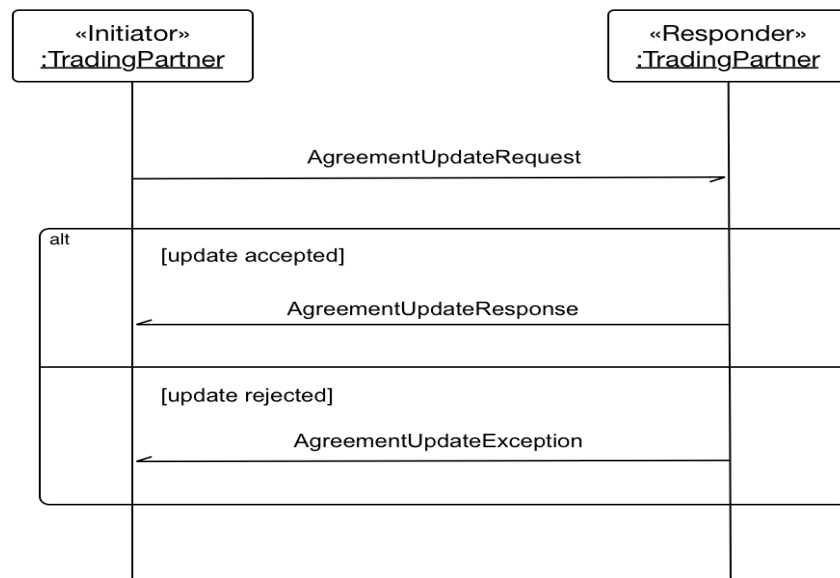 «Initiator»
:TradingPartner
«Responder»
:TradingPartner
AgreementUpdateRequest
alt
[update accepted]
AgreementUpdateResponse
[update rejected]
AgreementUpdateException